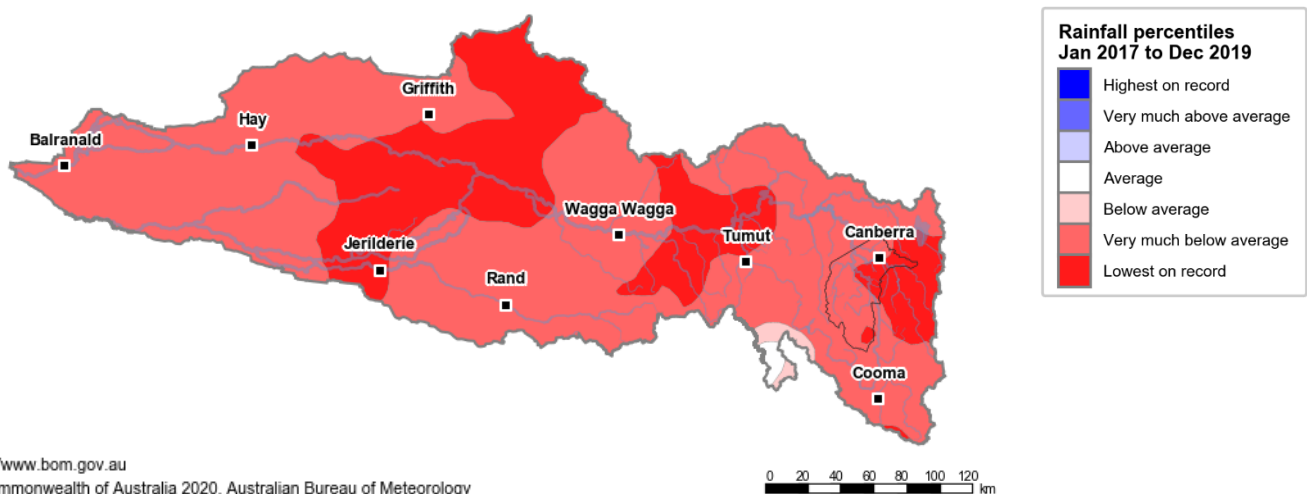 Rainfall percentiles
Jan 2017 to Dec 2019
Highest on record
Very much above average
Above average
Average
Below average
Very much below average
Lowest on record
Griffith
Hay
Balranald
Wagga Wagga
Tumut
Canberra
Jerilderie
Rand
Cooma
/www.bom.gov.au
mmonwealth of Australia 2020, Australian Bureau of Meteorology
0 20 40 60 80 100 120
km